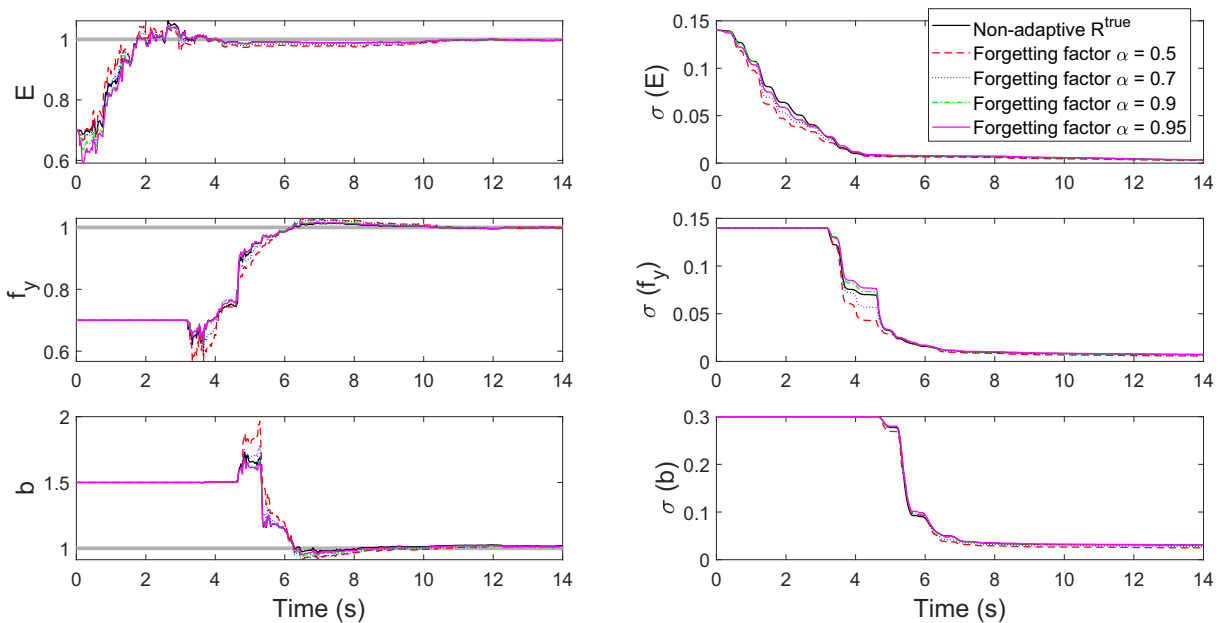 1
0.8
0.6
E
0 2 4 6 8 10 12 14
0.15
0.1
0.05
0
σ (E)
0 2 4 6 8 10 12 14
Non-adaptive R^true
Forgetting factor α = 0.5
Forgetting factor α = 0.7
Forgetting factor α = 0.9
Forgetting factor α = 0.95
1
0.8
0.6
f_y
0 2 4 6 8 10 12 14
0.15
0.1
0.05
0
σ (f_y)
0 2 4 6 8 10 12 14
2
1.5
1
b
0 2 4 6 8 10 12 14
Time (s)
0.3
0.2
0.1
0
σ (b)
0 2 4 6 8 10 12 14
Time (s)